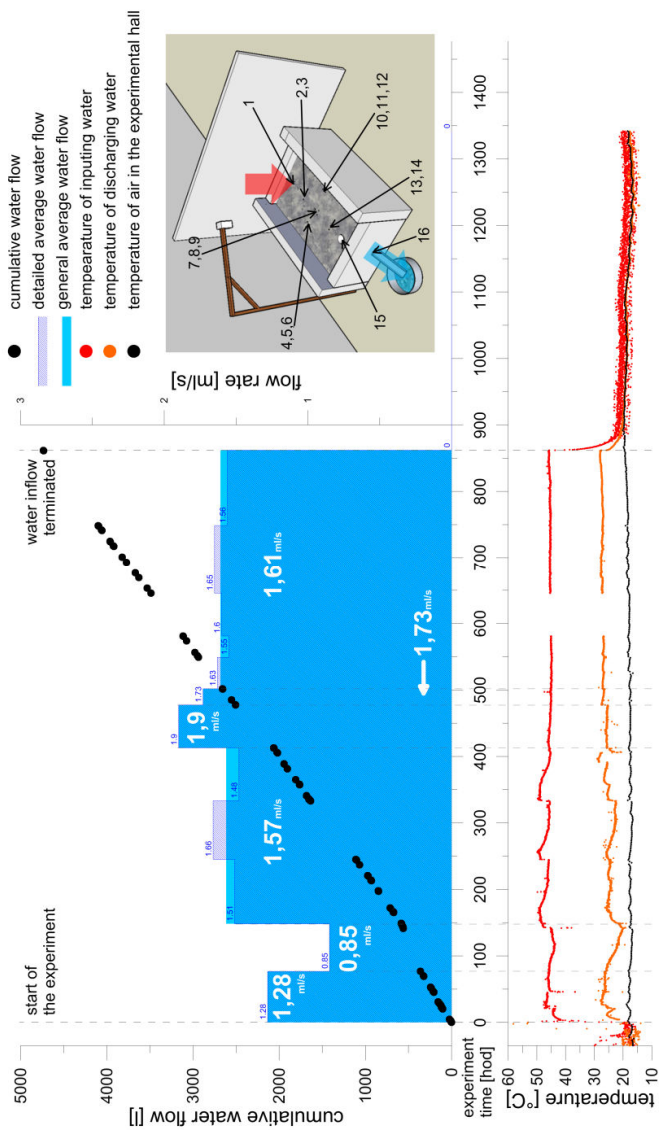 cumulative water flow
detailed average water flow
general average water flow
tempearature of inputing water
temperature of discharging water
temperature of air in the experimental hall
start of
the experiment
water inflow
terminated
5000
4000
3000
2000
1000
0
cumulative water flow [l]
3
2
1
0
0
flow rate [ml/s]
1.28
0.85
1.51
1.66
1.48
1.9
1.73
1.63
1.55
1.6
1.65
1.56
1,28 ml/s
0,85 ml/s
1,57 ml/s
1,9 ml/s
1,61 ml/s
1,73 ml/s
1
2,3
10,11,12
13,14
16
15
4,5,6
7,8,9
experiment
time [hod]
0
100
200
300
400
500
600
700
800
900
1000
1100
1200
1300
1400
60
50
40
30
20
10
temperature [°C]